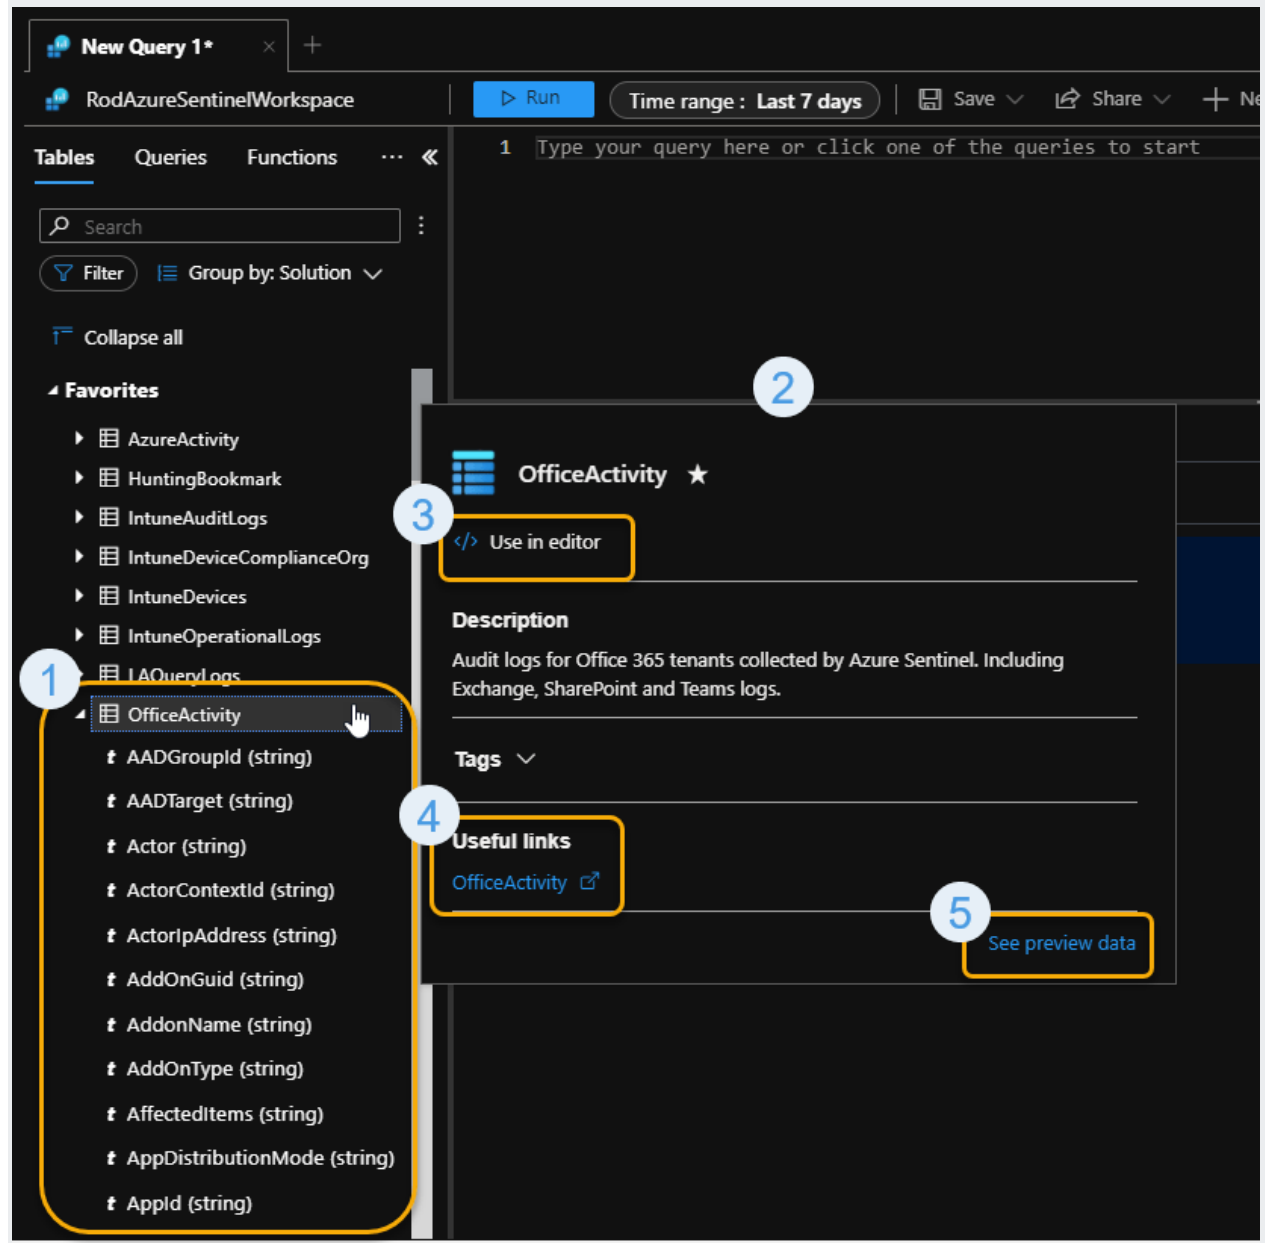 New Query 1*
RodAzureSentinelWorkspace
Run
Time range : Last 7 days
Save
Share
Tables
Queries
Functions
1 Type your query here or click one of the queries to start
Search
Filter
Group by: Solution
Collapse all
Favorites
AzureActivity
HuntingBookmark
IntuneAuditLogs
IntuneDeviceComplianceOrg
IntuneDevices
IntuneOperationalLogs
1
LAQueryLogs
OfficeActivity
t AADGroupId (string)
t AADTarget (string)
t Actor (string)
t ActorContextId (string)
t ActorIpAddress (string)
t AddOnGuid (string)
t AddonName (string)
t AddOnType (string)
t AffectedItems (string)
t AppDistributionMode (string)
t AppId (string)
2
OfficeActivity
3
</> Use in editor
Description
Audit logs for Office 365 tenants collected by Azure Sentinel. Including
Exchange, SharePoint and Teams logs.
Tags
4
Useful links
OfficeActivity
5
See preview data